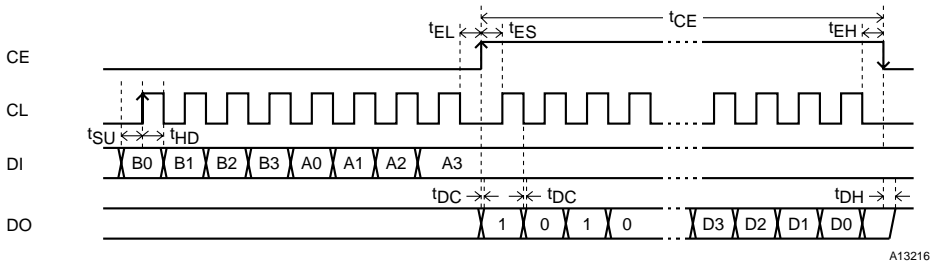 tCE
tEL tES tEH
CE
CL
tSU tHD
DI B0 B1 B2 B3 A0 A1 A2 A3
tDC tDC tDH
DO 1 0 1 0 D3 D2 D1 D0
A13216